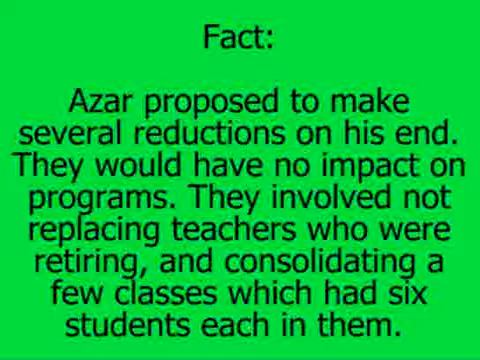 Fact:
Azar proposed to make
several reductions on his end.
They would have no impact on
programs. They involved not
replacing teachers who were
retiring, and consolidating a
few classes which had six
students each in them.